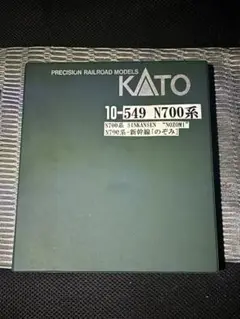 PRECISION RAILROAD MODELS
KATO
10-549 N700系
N700系 SINKANSEN "NOZOMI"
N700系-新幹線「のぞみ」